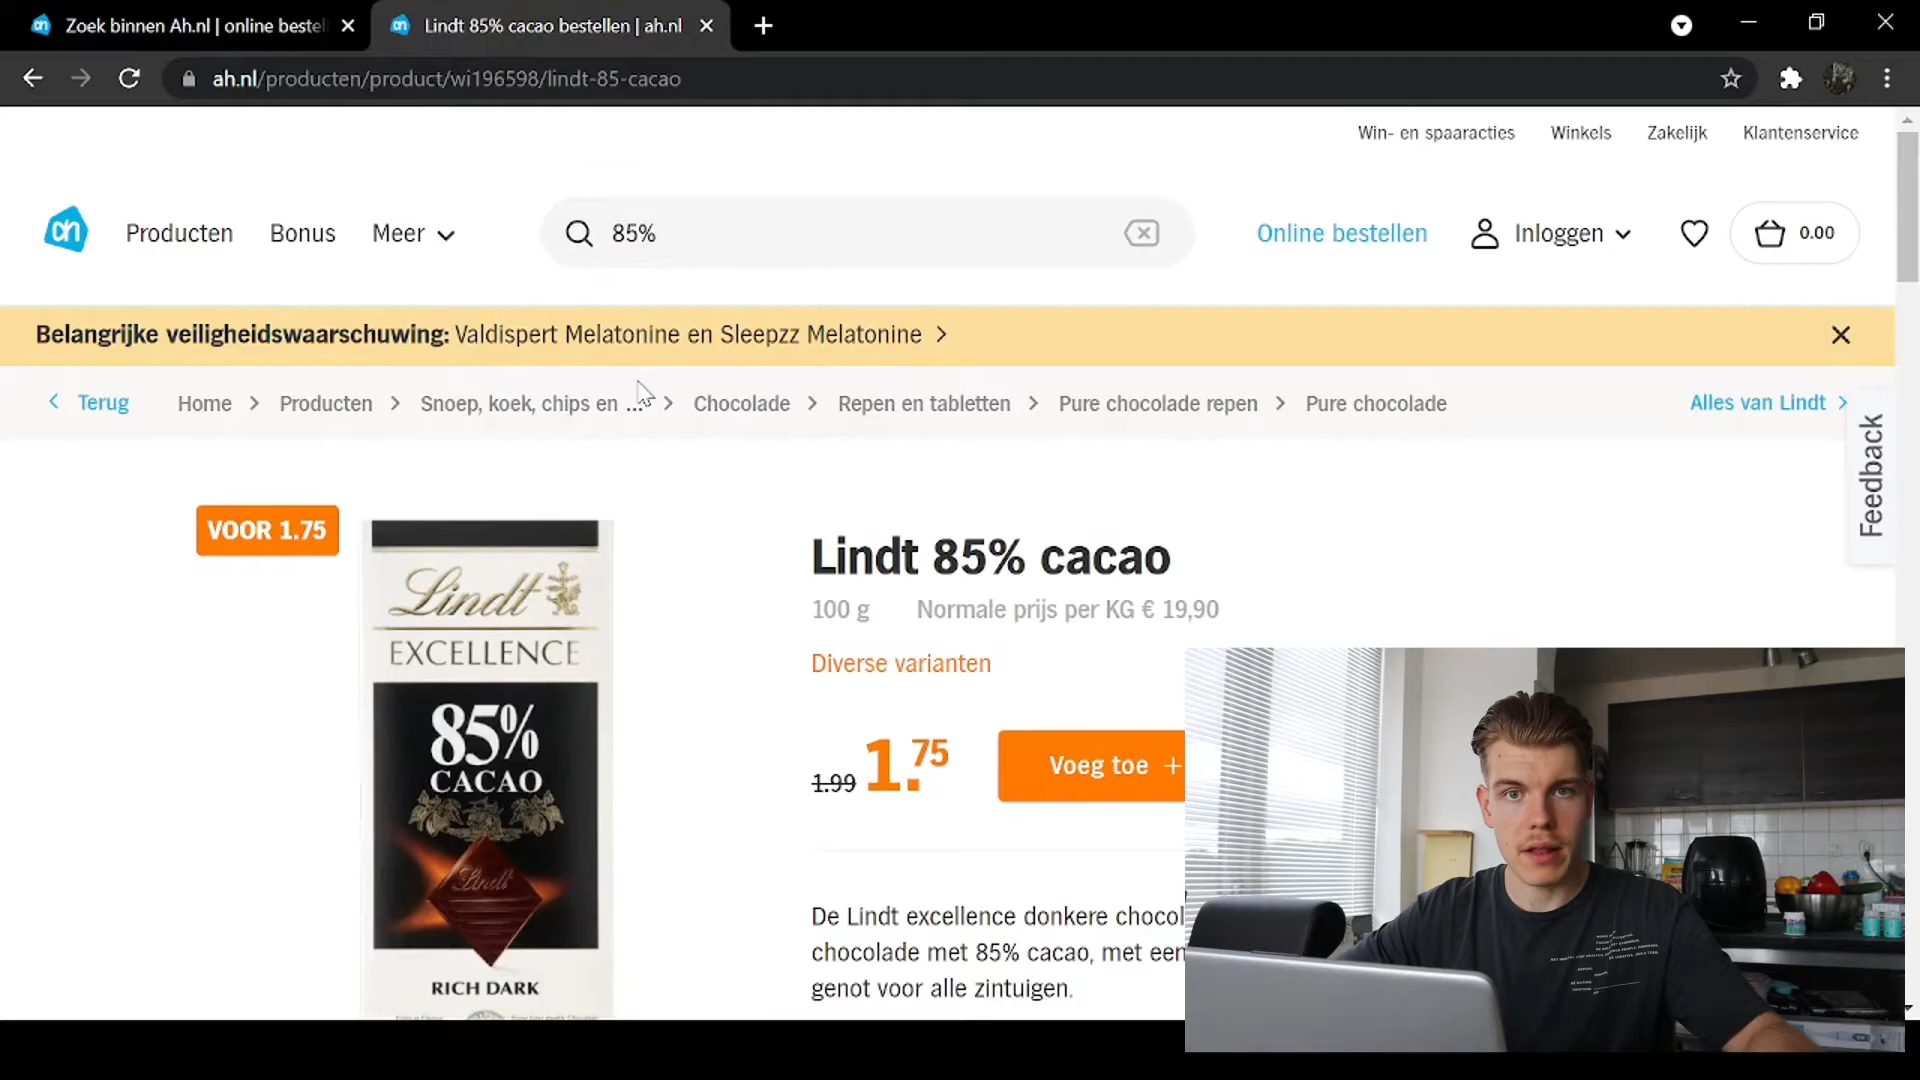 Zoek binnen Ah.nl | online bestel
Lindt 85% cacao bestellen | ah.nl
ah.nl/producten/product/wi196598/lindt-85-cacao
Win- en spaaracties Winkels Zakelijk Klantenservice
ah Producten Bonus Meer 85% Online bestellen Inloggen 0.00
Belangrijke veiligheidswaarschuwing: Valdispert Melatonine en Sleepzz Melatonine >
< Terug Home > Producten > Snoep, koek, chips en ... > Chocolade > Repen en tabletten > Pure chocolade repen > Pure chocolade Alles van Lindt >
Feedback
VOOR 1.75
Lindt
EXCELLENCE
85%
CACAO
Lindt
RICH DARK
Lindt 85% cacao
100 g Normale prijs per KG € 19,90
Diverse varianten
1.99 1.75 Voeg toe +
De Lindt excellence donkere chocol
chocolade met 85% cacao, met een
genot voor alle zintuigen.